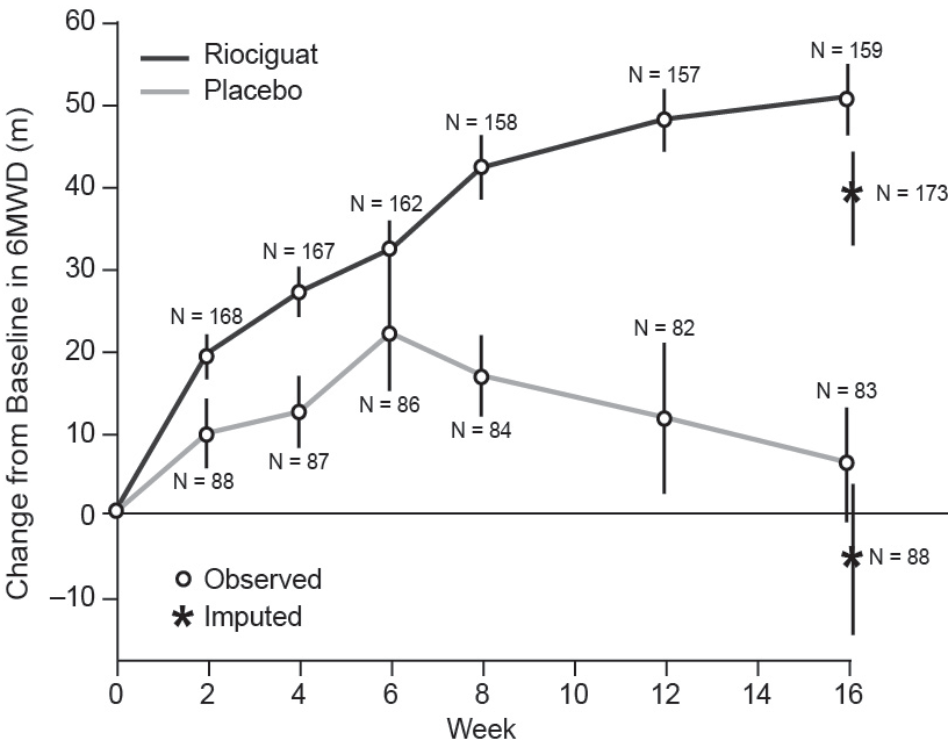 Change from Baseline in 6MWD (m)
60
50
40
30
20
10
0
–10
Riociguat
Placebo
N = 168
N = 167
N = 162
N = 158
N = 157
N = 159
N = 173
N = 88
N = 87
N = 86
N = 84
N = 82
N = 83
N = 88
Observed
Imputed
0 2 4 6 8 10 12 14 16
Week